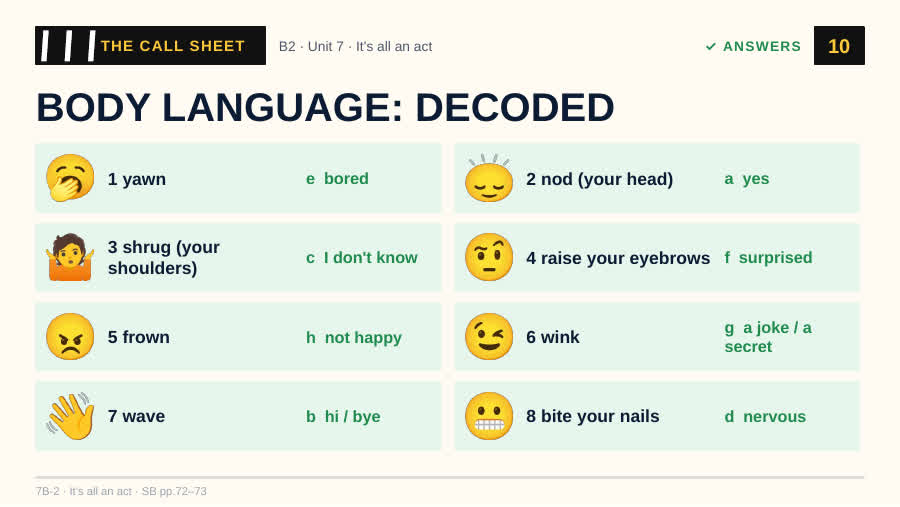 THE CALL SHEET
B2 · Unit 7 · It's all an act
✓ ANSWERS
10
BODY LANGUAGE: DECODED
1 yawn
e bored
2 nod (your head)
a yes
3 shrug (your
shoulders)
c I don't know
4 raise your eyebrows
f surprised
5 frown
h not happy
6 wink
g a joke / a
secret
7 wave
b hi / bye
8 bite your nails
d nervous
7B-2 · It's all an act · SB pp.72–73